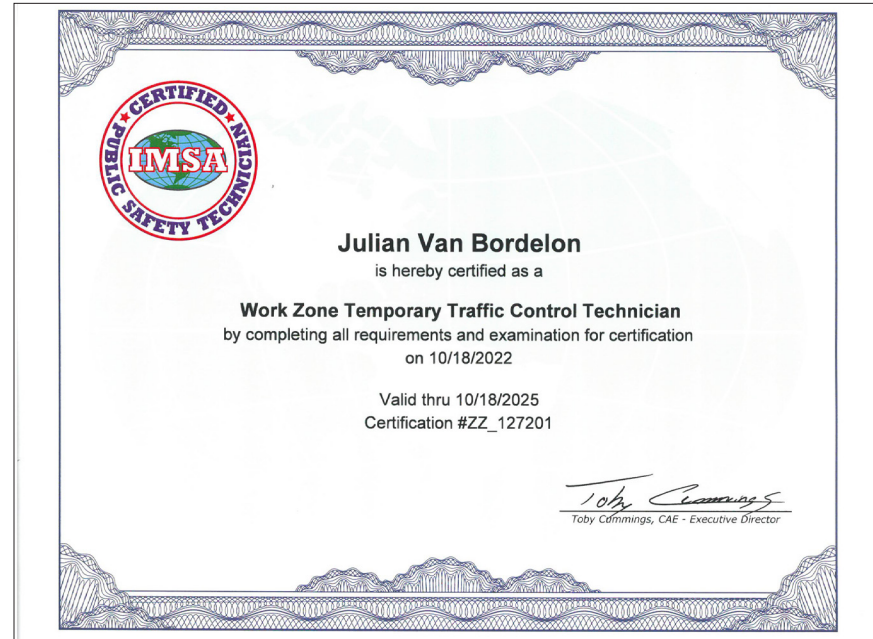 CERTIFIED
PUBLIC SAFETY TECHNICIAN
IMSA
Julian Van Bordelon
is hereby certified as a
Work Zone Temporary Traffic Control Technician
by completing all requirements and examination for certification
on 10/18/2022
Valid thru 10/18/2025
Certification #ZZ_127201
Toby Cummings
Toby Cummings, CAE - Executive Director